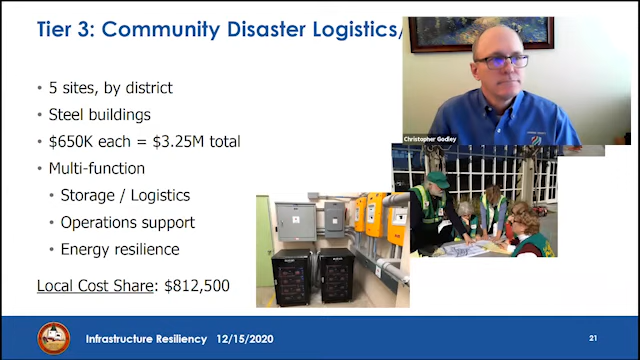 Tier 3: Community Disaster Logistics/
• 5 sites, by district
• Steel buildings
• $650K each = $3.25M total
• Multi-function
• Storage / Logistics
• Operations support
• Energy resilience
Local Cost Share: $812,500
Christopher Godley
Infrastructure Resiliency 12/15/2020
21